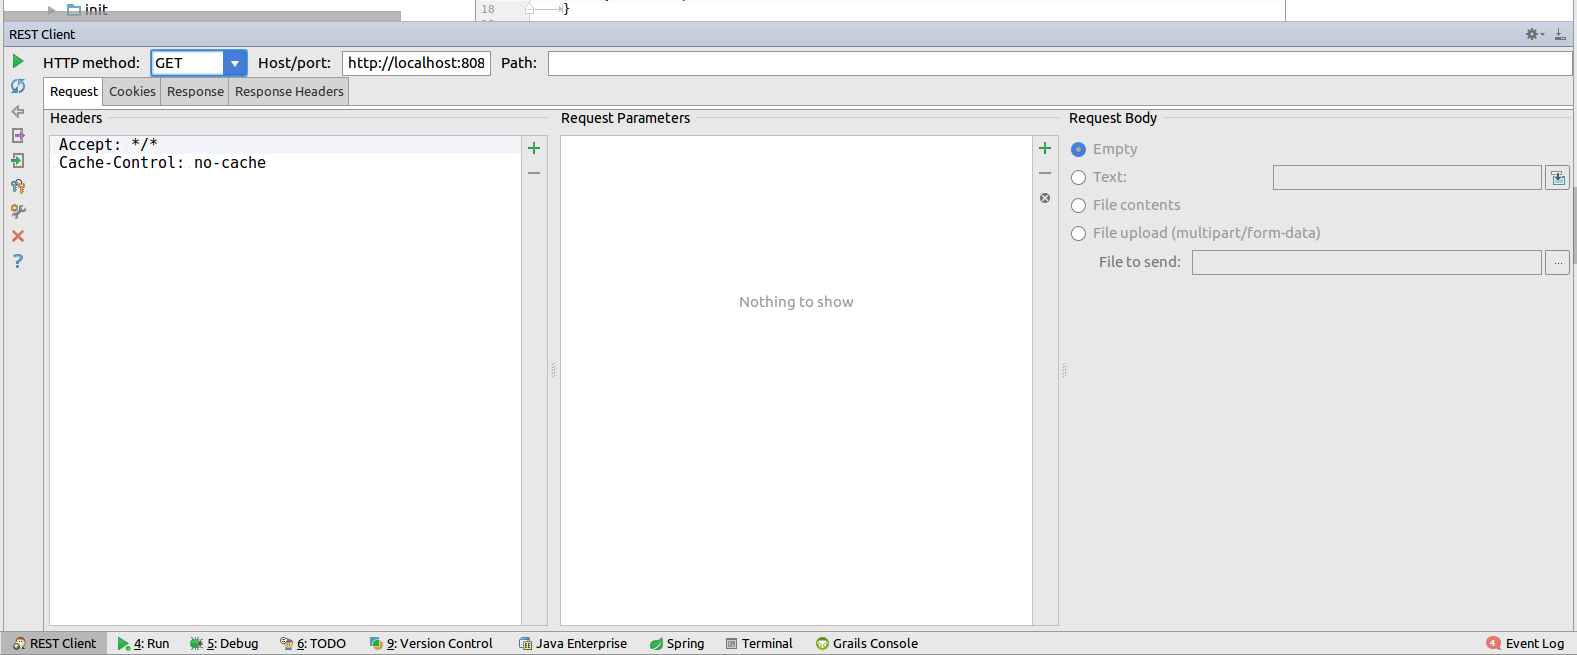 init
18 }
REST Client
HTTP method: GET Host/port: http://localhost:808 Path:
Request Cookies Response Response Headers
Headers Request Parameters Request Body
Accept: */*
Cache-Control: no-cache
Empty
Text:
File contents
File upload (multipart/form-data)
File to send: ...
Nothing to show
REST Client 4: Run 5: Debug 6: TODO 9: Version Control Java Enterprise Spring Terminal Grails Console 4 Event Log